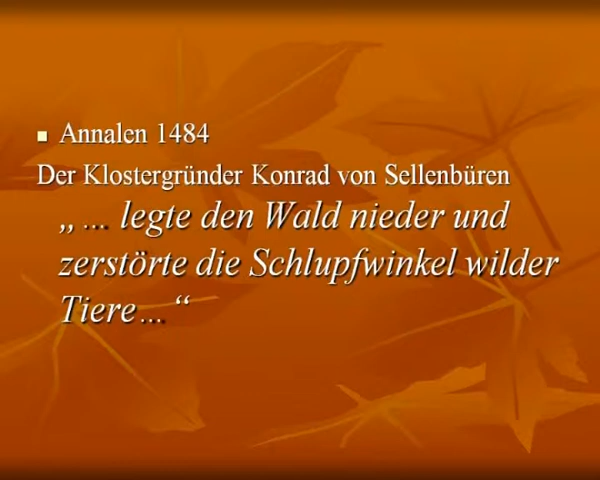 Annalen 1484
Der Klostergründer Konrad von Sellenbüren
„... legte den Wald nieder und
zerstörte die Schlupfwinkel wilder
Tiere...“